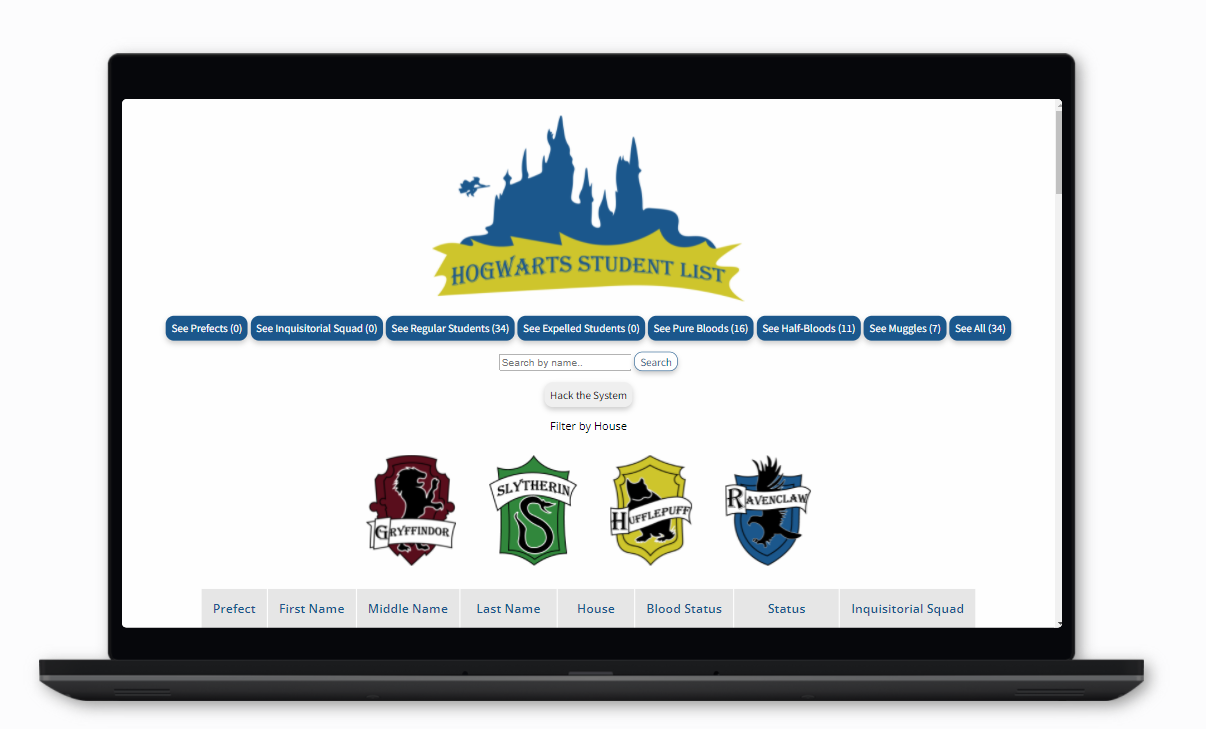 HOGWARTS STUDENT LIST
See Prefects (0) See Inquisitorial Squad (0) See Regular Students (34) See Expelled Students (0) See Pure Bloods (16) See Half-Bloods (11) See Muggles (7) See All (34)
Search by name.. Search
Hack the System
Filter by House
GRYFFINDOR SLYTHERIN HUFFLEPUFF RAVENCLAW
Prefect First Name Middle Name Last Name House Blood Status Status Inquisitorial Squad